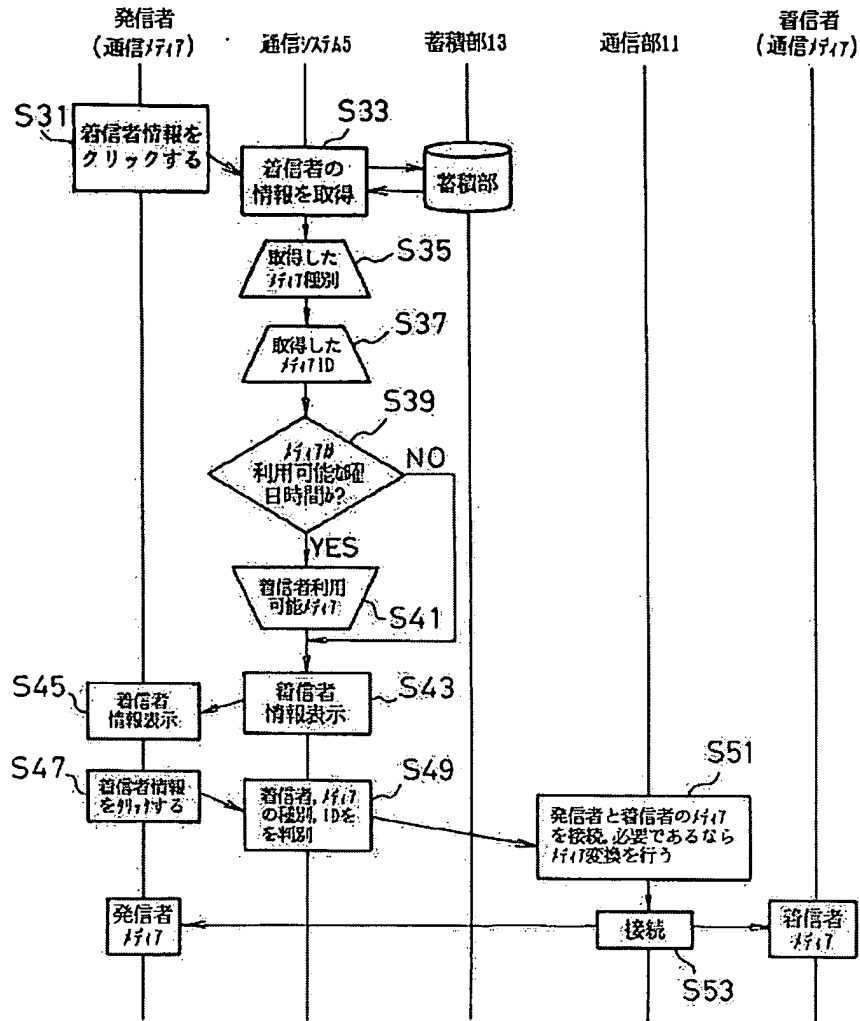 発信者
(通信メディア)
通信システム5
蓄積部13
通信部11
着信者
(通信メディア)
S31
着信者情報を
クリックする
S33
着信者の
情報を取得
蓄積部
取得した
メディア種別
S35
取得した
メディアID
S37
メディアは
利用可能な曜
日時間か?
S39
NO
YES
着信者利用
可能メディア
S41
着信者
情報表示
S43
S45
着信者
情報表示
S47
着信者情報
をクリックする
着信者,メディア
の種別,IDを
を判別
S49
S51
発信者と着信者のメディア
を接続,必要であるなら
メディア変換を行う
発信者
メディア
接続
S53
着信者
メディア